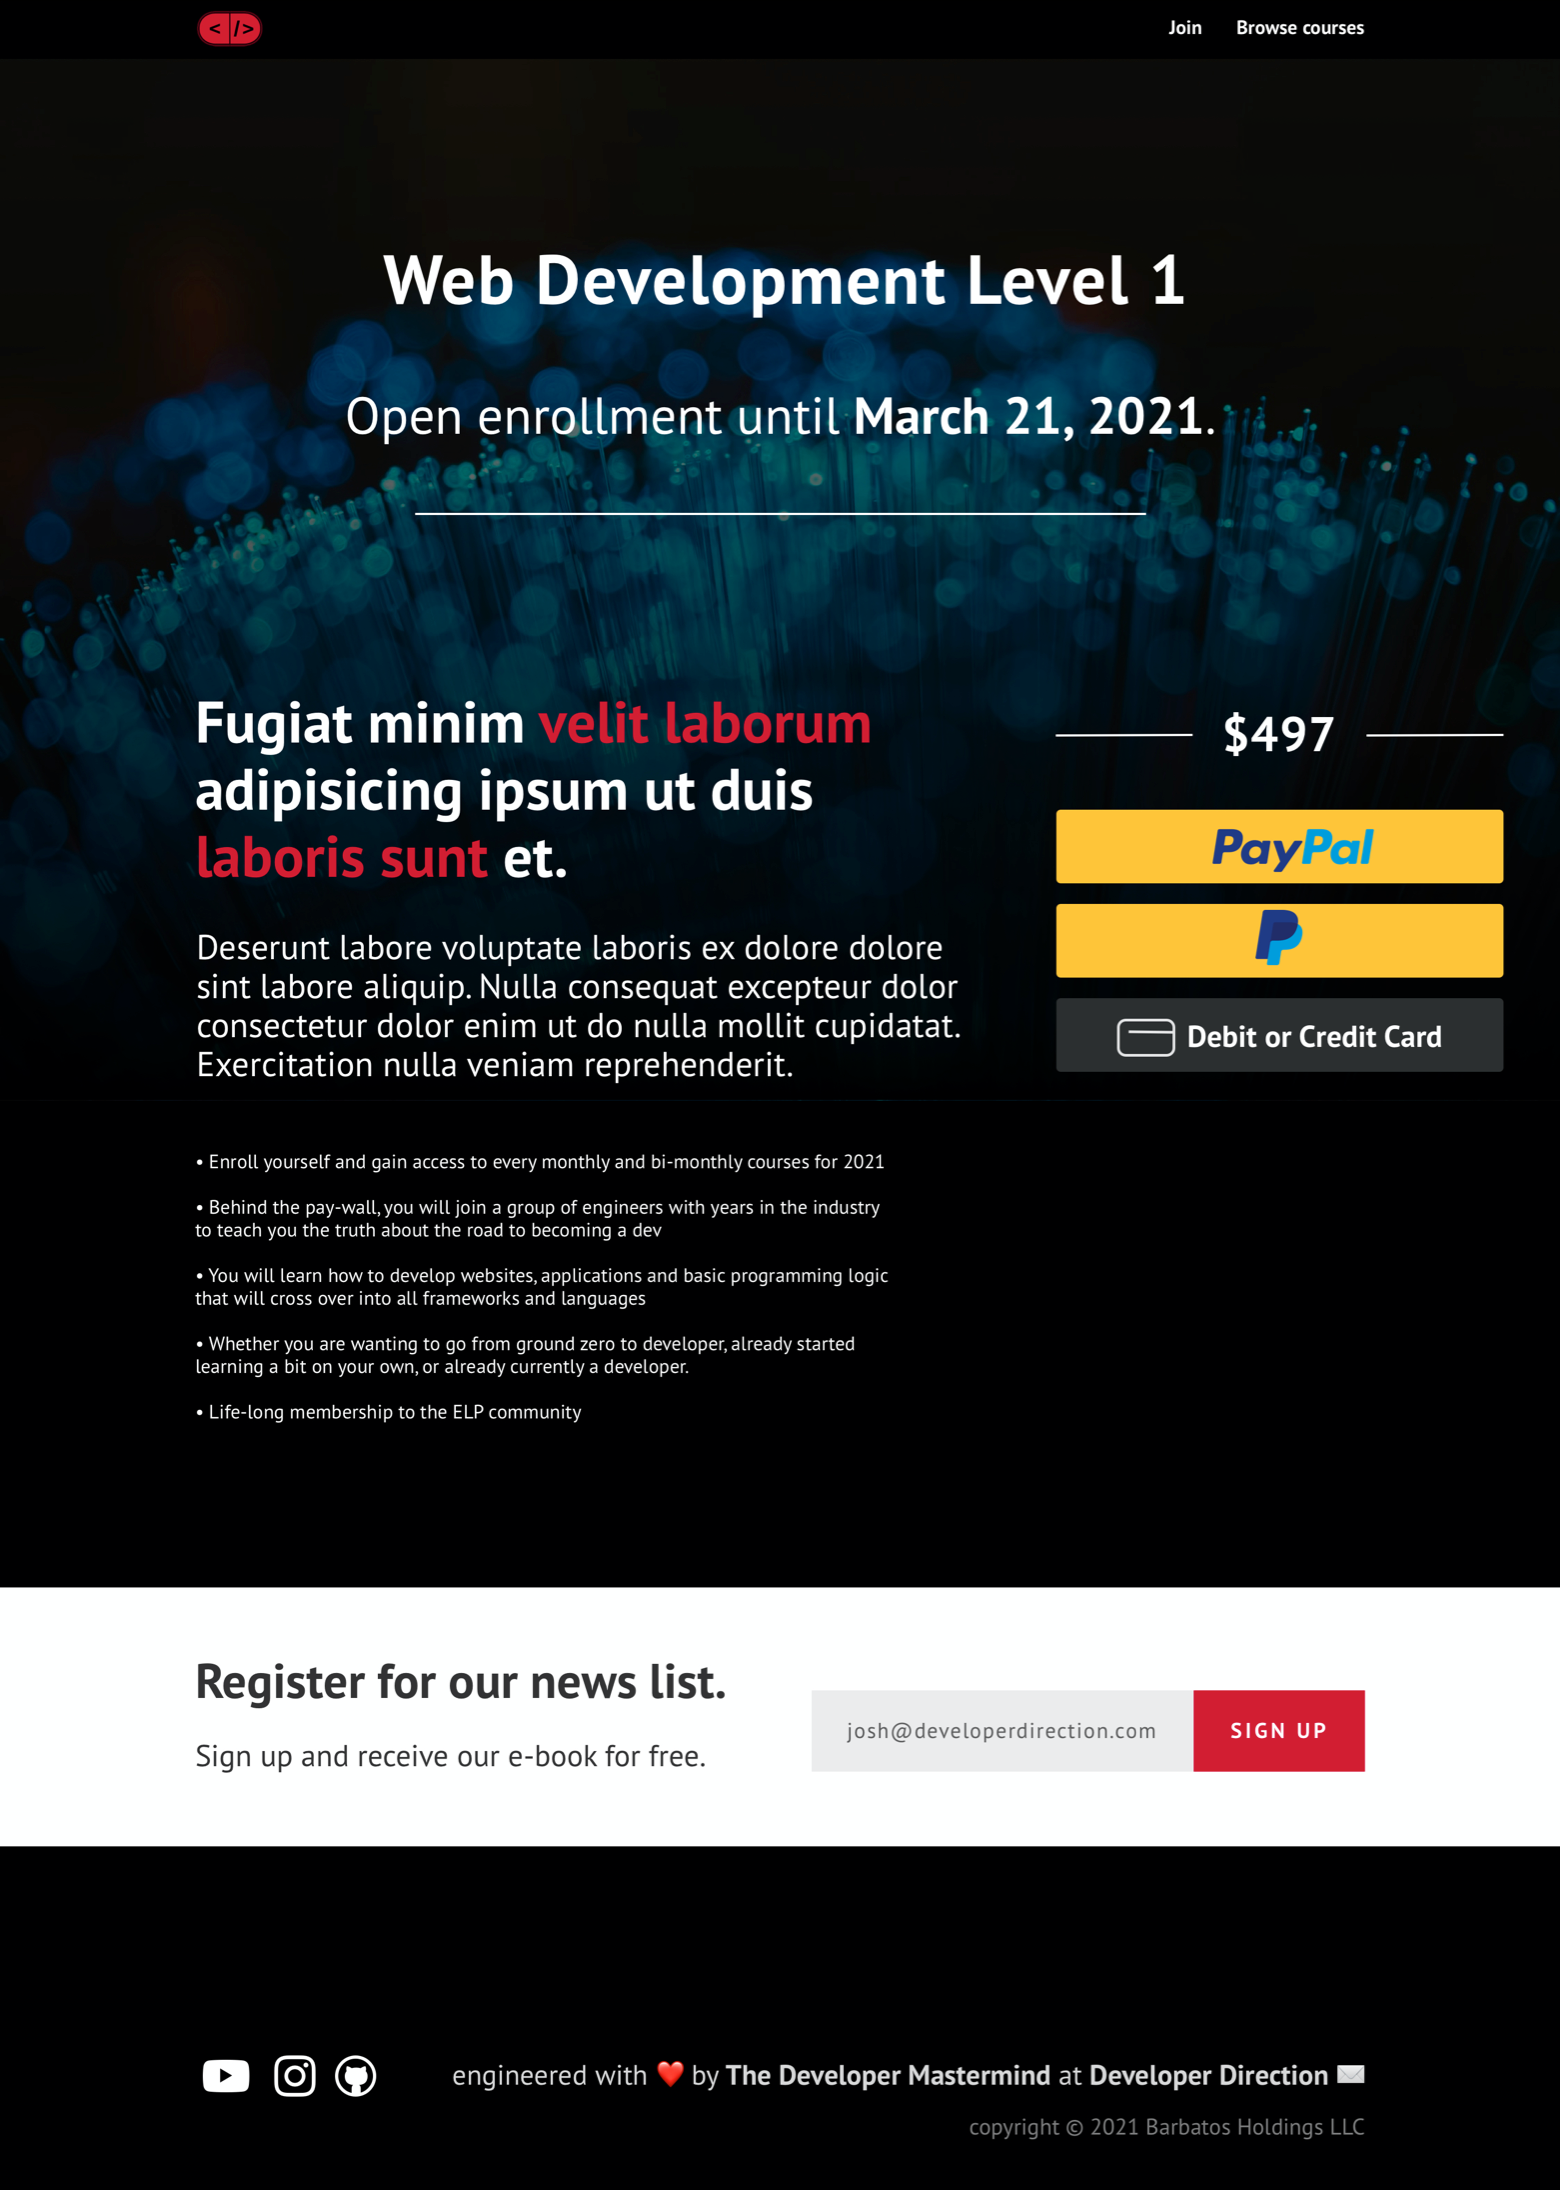 < />
Join
Browse courses
Web Development Level 1
Open enrollment until March 21, 2021.
Fugiat minim velit laborum
adipisicing ipsum ut duis
laboris sunt et.
Deserunt labore voluptate laboris ex dolore dolore
sint labore aliquip. Nulla consequat excepteur dolor
consectetur dolor enim ut do nulla mollit cupidatat.
Exercitation nulla veniam reprehenderit.
$497
PayPal
P
Debit or Credit Card
• Enroll yourself and gain access to every monthly and bi-monthly courses for 2021
• Behind the pay-wall, you will join a group of engineers with years in the industry
to teach you the truth about the road to becoming a dev
• You will learn how to develop websites, applications and basic programming logic
that will cross over into all frameworks and languages
• Whether you are wanting to go from ground zero to developer, already started
learning a bit on your own, or already currently a developer.
• Life-long membership to the ELP community
Register for our news list.
Sign up and receive our e-book for free.
josh@developerdirection.com
SIGN UP
engineered with ❤️ by The Developer Mastermind at Developer Direction ✉️
copyright © 2021 Barbatos Holdings LLC